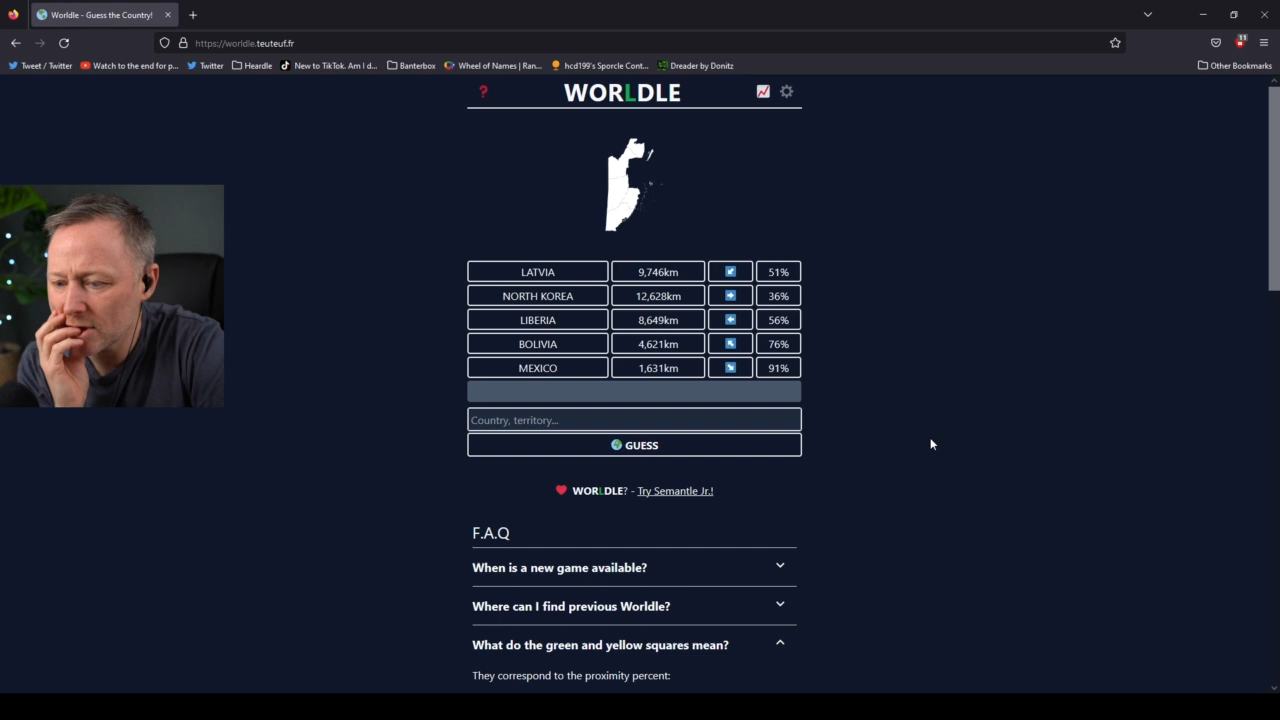 Worldle - Guess the Country!
https://worldle.teuteuf.fr
11
Tweet / Twitter Watch to the end for p... Twitter Heardle New to TikTok. Am I d... Banterbox Wheel of Names | Ran... hcd199's Sporcle Cont... Dreader by Donitz Other Bookmarks
? WORLDLE
LATVIA 9,746km 51%
NORTH KOREA 12,628km 36%
LIBERIA 8,649km 56%
BOLIVIA 4,621km 76%
MEXICO 1,631km 91%
Country, territory...
GUESS
WORLDLE? - Try Semantle Jr.!
F.A.Q
When is a new game available?
Where can I find previous Worldle?
What do the green and yellow squares mean?
They correspond to the proximity percent: